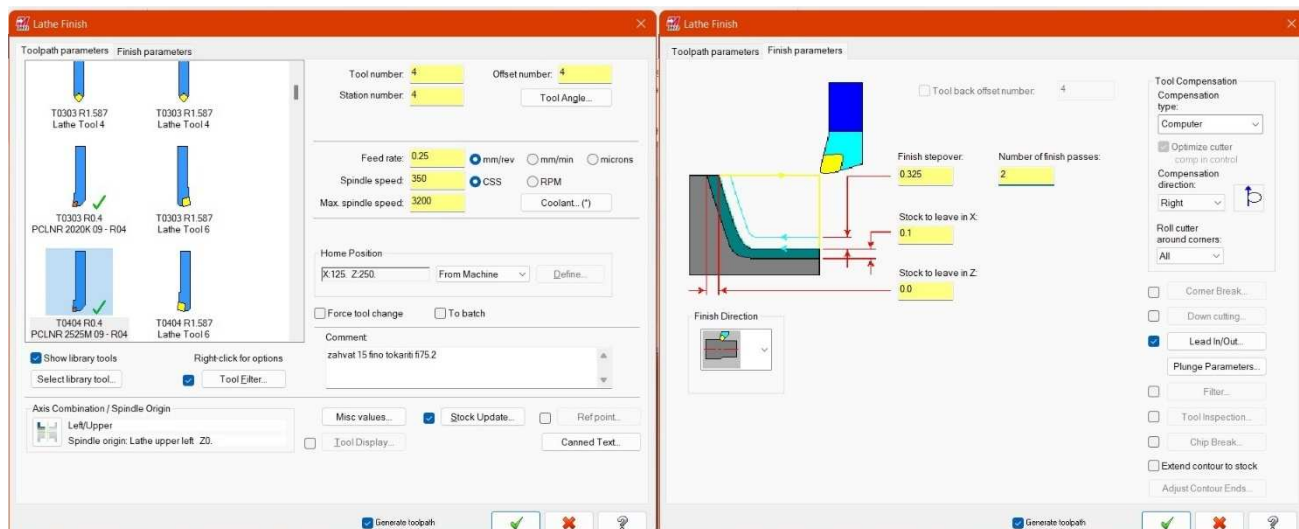 Lathe Finish
Toolpath parameters Finish parameters
T0303 R1.587
Lathe Tool 4
T0303 R1.587
Lathe Tool 4
T0303 R0.4
PCLNR 2020K 09 - R04
T0303 R1.587
Lathe Tool 6
T0404 R0.4
PCLNR 2525M 09 - R04
T0404 R1.587
Lathe Tool 6
Show library tools
Right-click for options
Select library tool...
Tool Filter...
Axis Combination / Spindle Origin
Left/Upper
Spindle origin: Lathe upper left Z0.
Tool number: 4
Offset number: 4
Station number: 4
Tool Angle...
Feed rate: 0.25
mm/rev mm/min microns
Spindle speed: 350
CSS RPM
Max. spindle speed: 3200
Coolant.. (*)
Home Position
X:125. Z:250.
From Machine
Define...
Force tool change
To batch
Comment:
zahvat 15 fino tokariti fi75.2
Misc values...
Stock Update...
Ref point...
Tool Display...
Canned Text...
Generate toolpath
Lathe Finish
Toolpath parameters Finish parameters
Tool back offset number: 4
Finish stepover:
0.325
Number of finish passes:
2
Stock to leave in X:
0.1
Stock to leave in Z:
0.0
Finish Direction
Tool Compensation
Compensation
type:
Computer
Optimize cutter
comp in control
Compensation
direction:
Right
Roll cutter
around corners:
All
Corner Break...
Down cutting...
Lead In/Out...
Plunge Parameters...
Filter...
Tool Inspection...
Chip Break...
Extend contour to stock
Adjust Contour Ends...
Generate toolpath